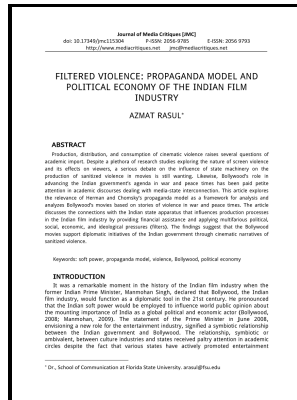 Journal of Media Critiques [JMC]
doi: 10.17349/jmc115304 P-ISSN: 2056-9785 E-ISSN: 2056 9793
http://www.mediacritiques.net jmc@mediacritiques.net
FILTERED VIOLENCE: PROPAGANDA MODEL AND
POLITICAL ECONOMY OF THE INDIAN FILM
INDUSTRY
AZMAT RASUL*
ABSTRACT
Production, distribution, and consumption of cinematic violence raises several questions of
academic import. Despite a plethora of research studies exploring the nature of screen violence
and its effects on viewers, a serious debate on the influence of state machinery on the
production of sanitized violence in movies is still wanting. Likewise, Bollywood's role in
advancing the Indian government's agenda in war and peace times has been paid petite
attention in academic discourses dealing with media-state interconnection. This article explores
the relevance of Herman and Chomsky's propaganda model as a framework for analysis and
analyzes Bollywood's movies based on stories of violence in war and peace times. The article
discusses the connections with the Indian state apparatus that influences production processes
in the Indian film industry by providing financial assistance and applying multifarious political,
social, economic, and ideological pressures (filters). The findings suggest that the Bollywood
movies support diplomatic initiatives of the Indian government through cinematic narratives of
sanitized violence.
Keywords: soft power, propaganda model, violence, Bollywood, political economy
INTRODUCTION
It was a remarkable moment in the history of the Indian film industry when the
former Indian Prime Minister, Manmohan Singh, declared that Bollywood, the Indian
film industry, would function as a diplomatic tool in the 21st century. He pronounced
that the Indian soft power would be employed to influence world public opinion about
the mounting importance of India as a global political and economic actor (Bollywood,
2008; Manmohan, 2009). The statement of the Prime Minister in June 2008,
envisioning a new role for the entertainment industry, signified a symbiotic relationship
between the Indian government and Bollywood. The relationship, symbiotic or
ambivalent, between culture industries and states received paltry attention in academic
circles despite the fact that various states have actively promoted entertainment
* Dr., School of Communication at Florida State University. arasul@fsu.edu